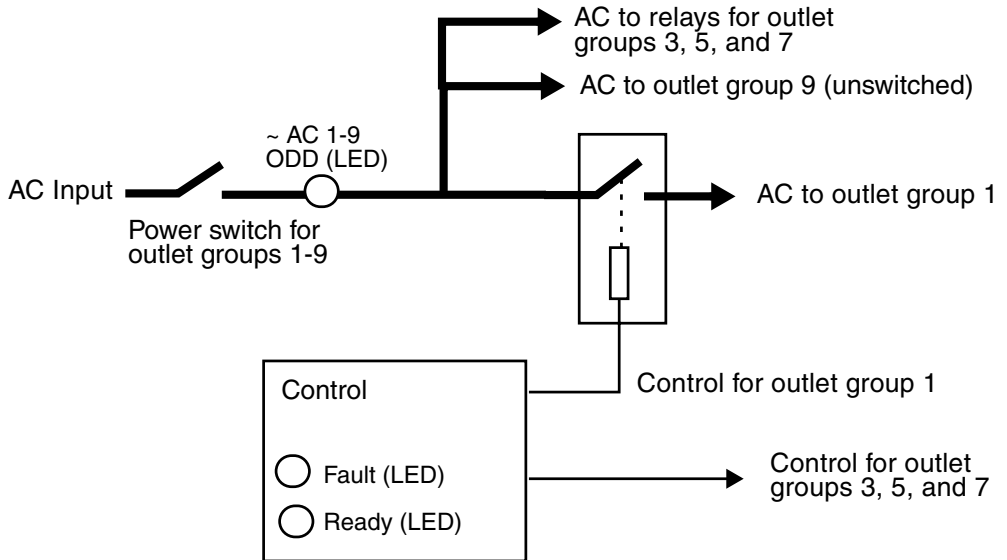 AC to relays for outlet
groups 3, 5, and 7
AC to outlet group 9 (unswitched)
~ AC 1-9
ODD (LED)
AC Input
AC to outlet group 1
Power switch for
outlet groups 1-9
Control
Control for outlet group 1
Fault (LED)
Control for outlet
groups 3, 5, and 7
Ready (LED)